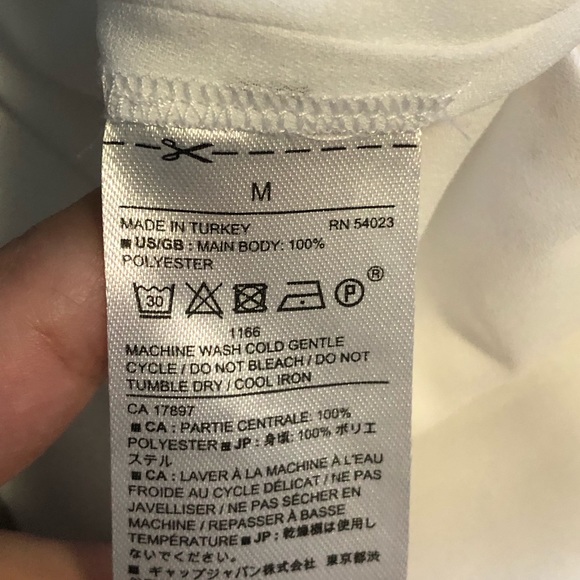 M
MADE IN TURKEY RN 54023
US/GB : MAIN BODY: 100%
POLYESTER
30 P ®
1166
MACHINE WASH COLD GENTLE
CYCLE / DO NOT BLEACH / DO NOT
TUMBLE DRY / COOL IRON
CA 17897
CA : PARTIE CENTRALE: 100%
POLYESTER JP : 身頃: 100% ポリエ
ステル
CA : LAVER À LA MACHINE À L'EAU
FROIDE AU CYCLE DÉLICAT / NE PAS
JAVELLISER / NE PAS SÉCHER EN
MACHINE / REPASSER À BASSE
TEMPÉRATURE JP : 乾燥機は使用し
ないでください。
ギャップジャパン株式会社 東京都渋